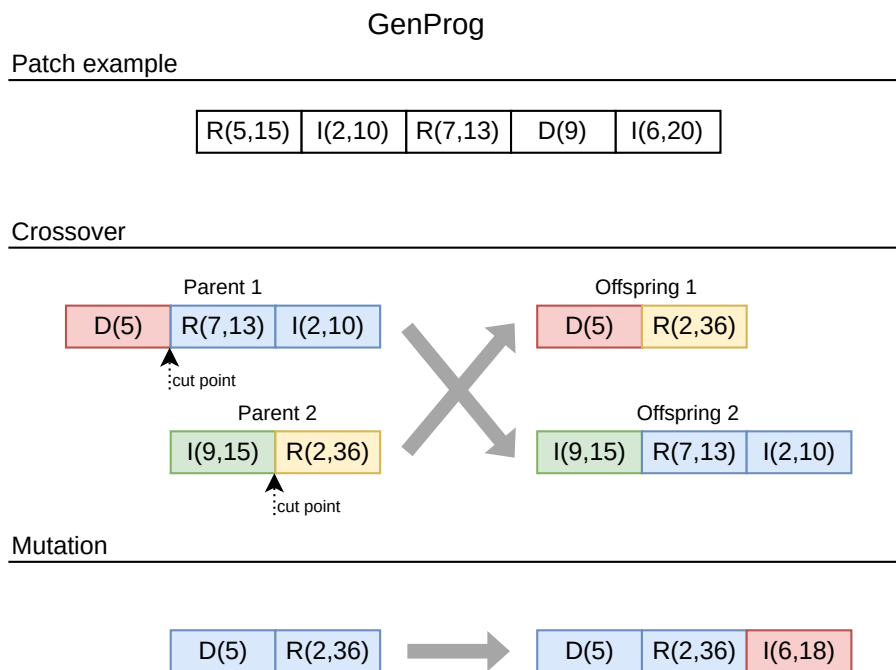 GenProg
Patch example
R(5,15) I(2,10) R(7,13) D(9) I(6,20)
Crossover
Parent 1 Offspring 1
D(5) R(7,13) I(2,10) D(5) R(2,36)
cut point
Parent 2 Offspring 2
I(9,15) R(2,36) I(9,15) R(7,13) I(2,10)
cut point
Mutation
D(5) R(2,36) D(5) R(2,36) I(6,18)